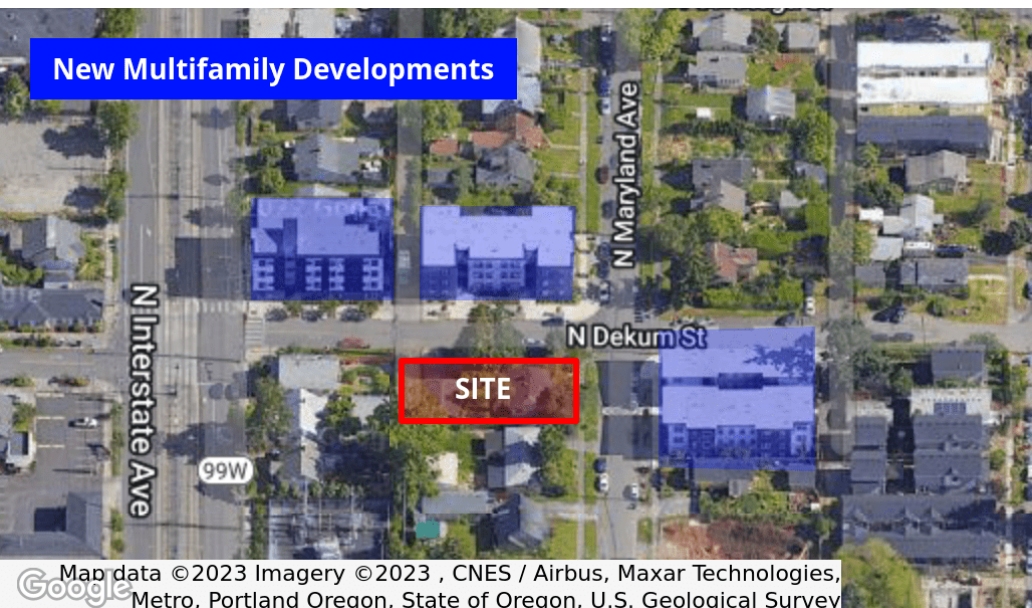 New Multifamily Developments
N Maryland Ave
N Dekum St
SITE
N Interstate Ave
99W
Google
Map data ©2023 Imagery ©2023 , CNES / Airbus, Maxar Technologies,
Metro, Portland Oregon, State of Oregon, U.S. Geological Survey